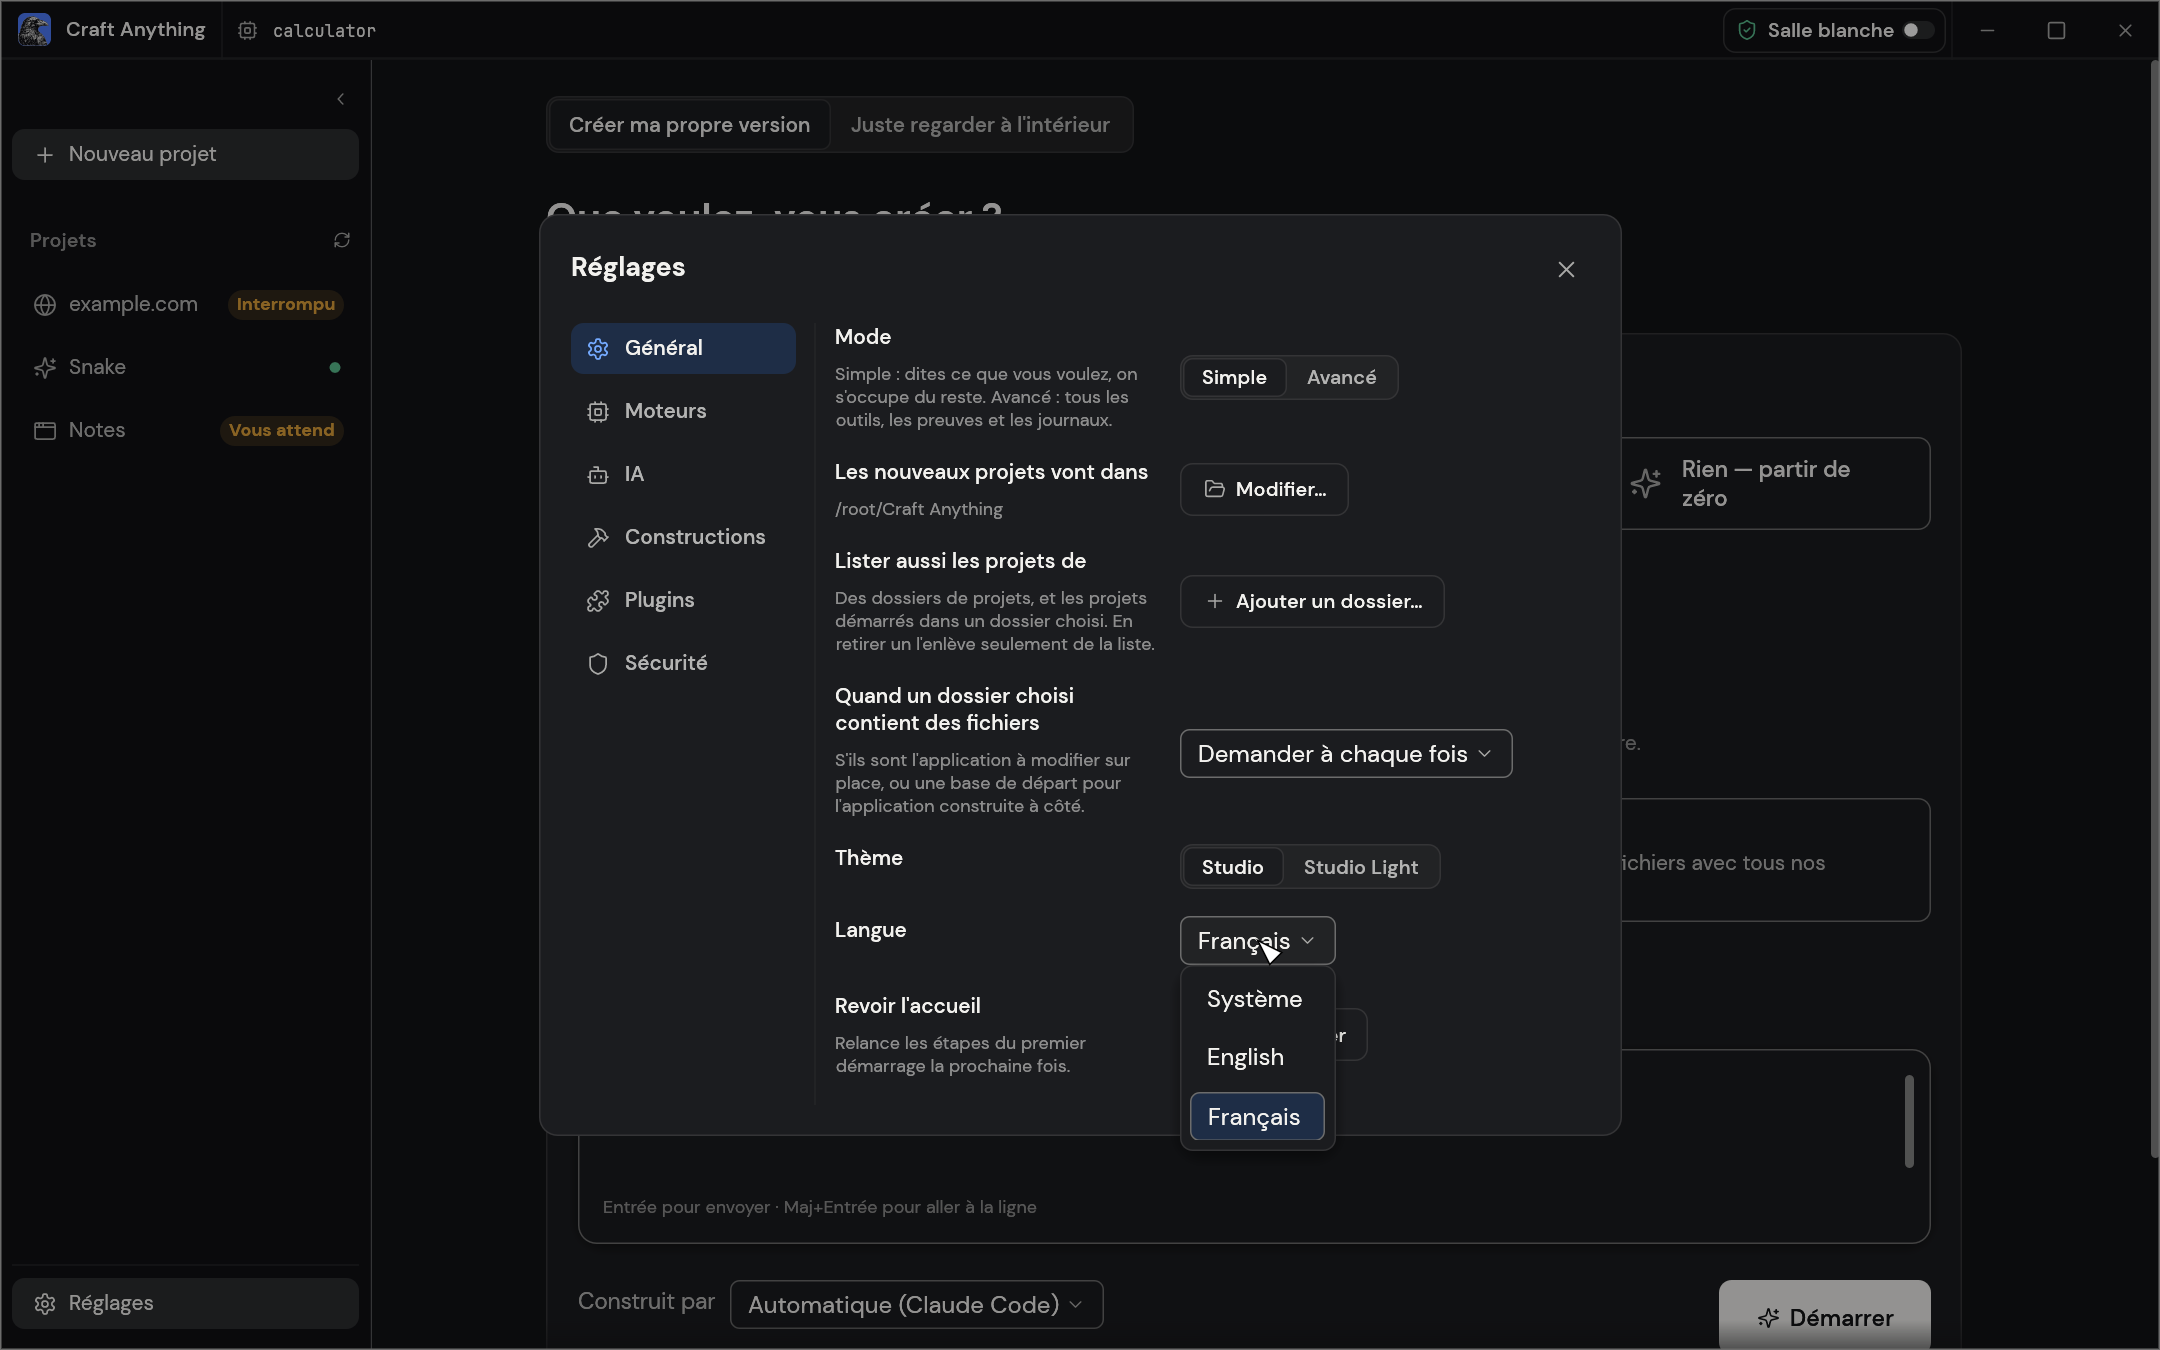 Craft Anything
calculator
Salle blanche
Créer ma propre version
Juste regarder à l'intérieur
Nouveau projet
Projets
example.com
Interrompu
Snake
Notes
Vous attend
Réglages
Que voulez-vous créer ?
Réglages
Général
Moteurs
IA
Constructions
Plugins
Sécurité
Mode
Simple : dites ce que vous voulez, on
s'occupe du reste. Avancé : tous les
outils, les preuves et les journaux.
Simple
Avancé
Les nouveaux projets vont dans
/root/Craft Anything
Modifier…
Lister aussi les projets de
Des dossiers de projets, et les projets
démarrés dans un dossier choisi. En
retirer un l'enlève seulement de la liste.
Ajouter un dossier…
Quand un dossier choisi
contient des fichiers
S'ils sont l'application à modifier sur
place, ou une base de départ pour
l'application construite à côté.
Demander à chaque fois
Thème
Studio
Studio Light
Langue
Français
Système
English
Français
Revoir l'accueil
Relance les étapes du premier
démarrage la prochaine fois.
Rien — partir de
zéro
avec tous nos
Entrée pour envoyer · Maj+Entrée pour aller à la ligne
Construit par
Automatique (Claude Code)
Démarrer